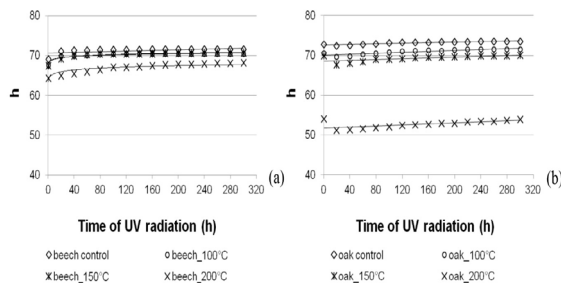 80
70
60
50
40
h
0 40 80 120 160 200 240 280 320
(a)
Time of UV radiation (h)
beech control beech_100°C
beech_150°C beech_200°C
80
70
60
50
40
h
0 40 80 120 160 200 240 280 320
(b)
Time of UV radiation (h)
oak control oak_100°C
oak_150°C oak_200°C